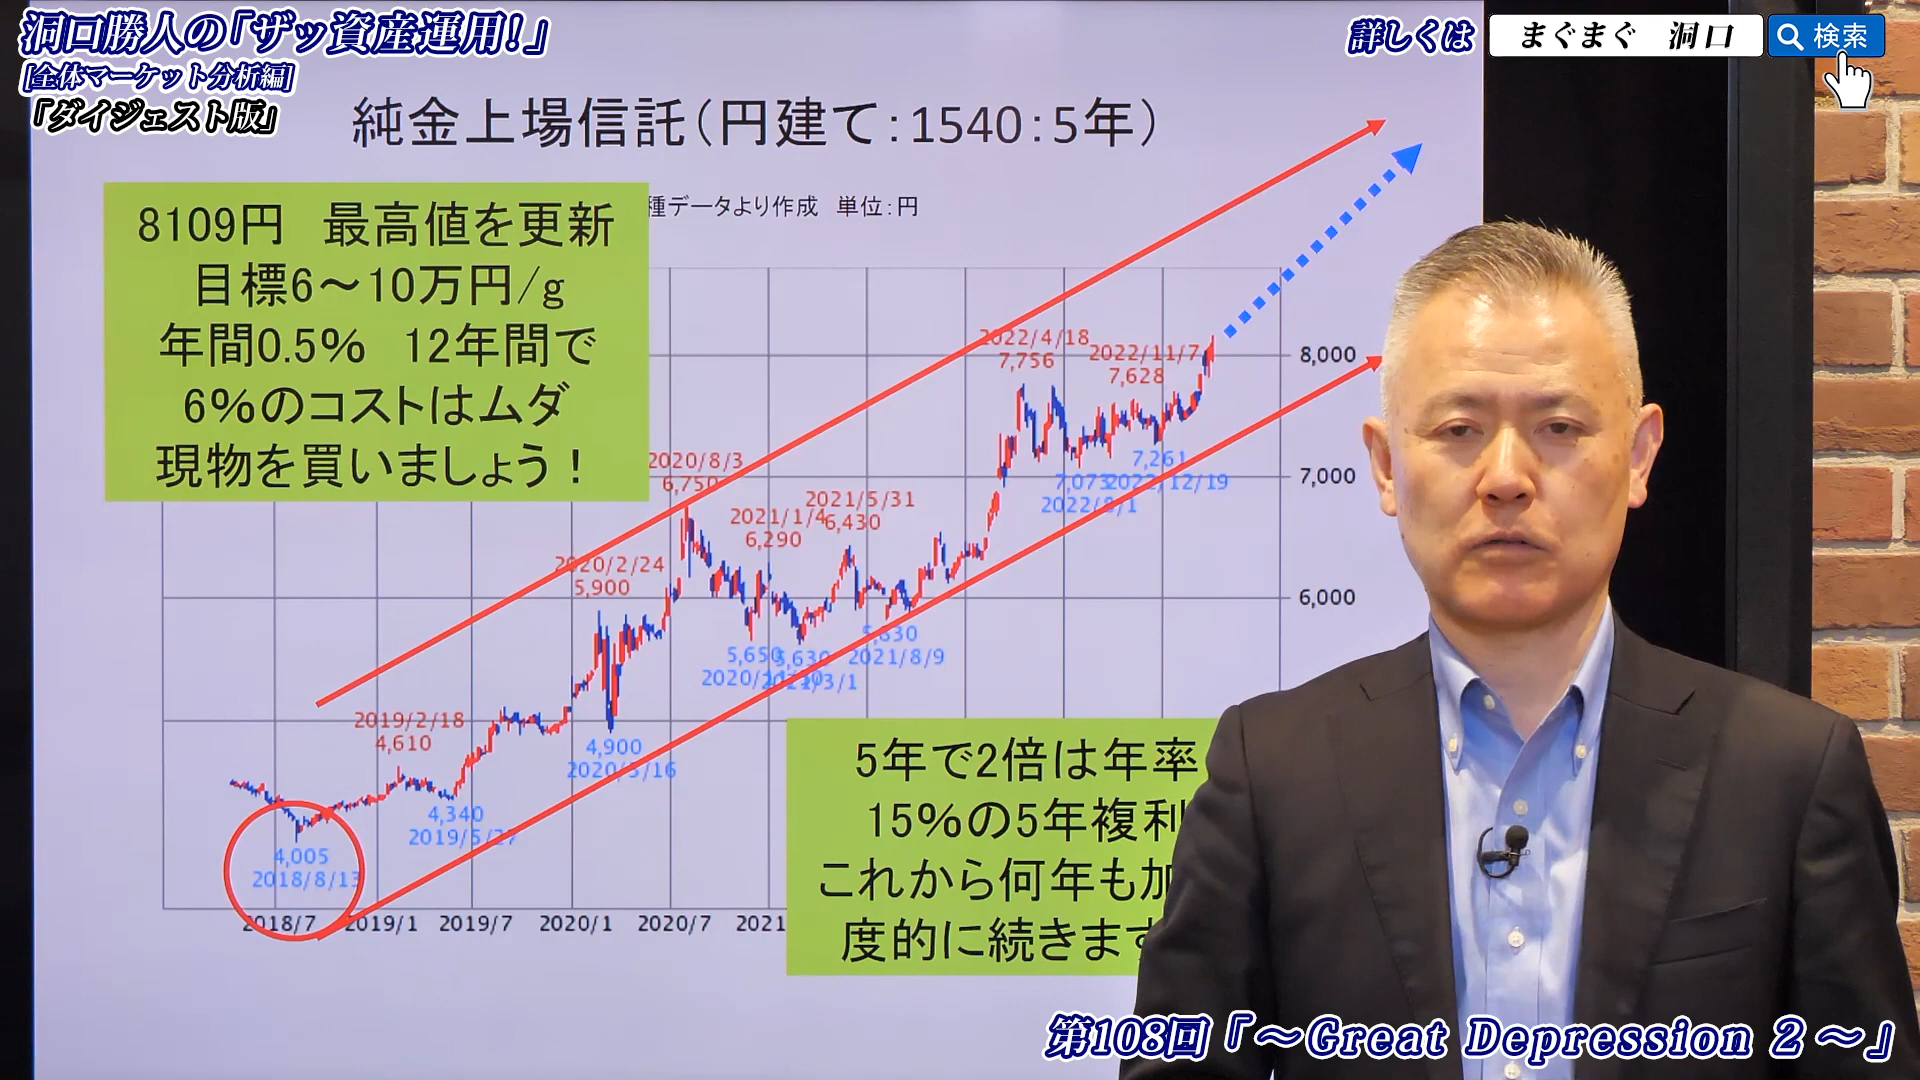 洞口勝人の「ザッ資産運用!」
[全体マーケット分析編]
「ダイジェスト版」
詳しくは
まぐまぐ 洞口
検索
純金上場信託(円建て:1540:5年)
種データより作成 単位:円
8109円 最高値を更新
目標6〜10万円/g
年間0.5% 12年間で
6%のコストはムダ
現物を買いましょう!
2022/4/18
7,756
2022/11/7
7,628
8,000
2020/8/3
6,750
7,261
2022/12/19
7,073
2022/8/1
7,000
2021/5/31
6,430
2021/1/4
6,290
2020/2/24
5,900
6,000
5,830
2021/8/9
5,650
5,630
2021/3/1
2019/2/18
4,610
4,900
2020/3/16
4,340
2019/5/27
4,005
2018/8/13
2018/7 2019/1 2019/7 2020/1 2020/7 2021
5年で2倍は年率
15%の5年複利
これから何年も加
度的に続きます
第108回「〜Great Depression 2〜」